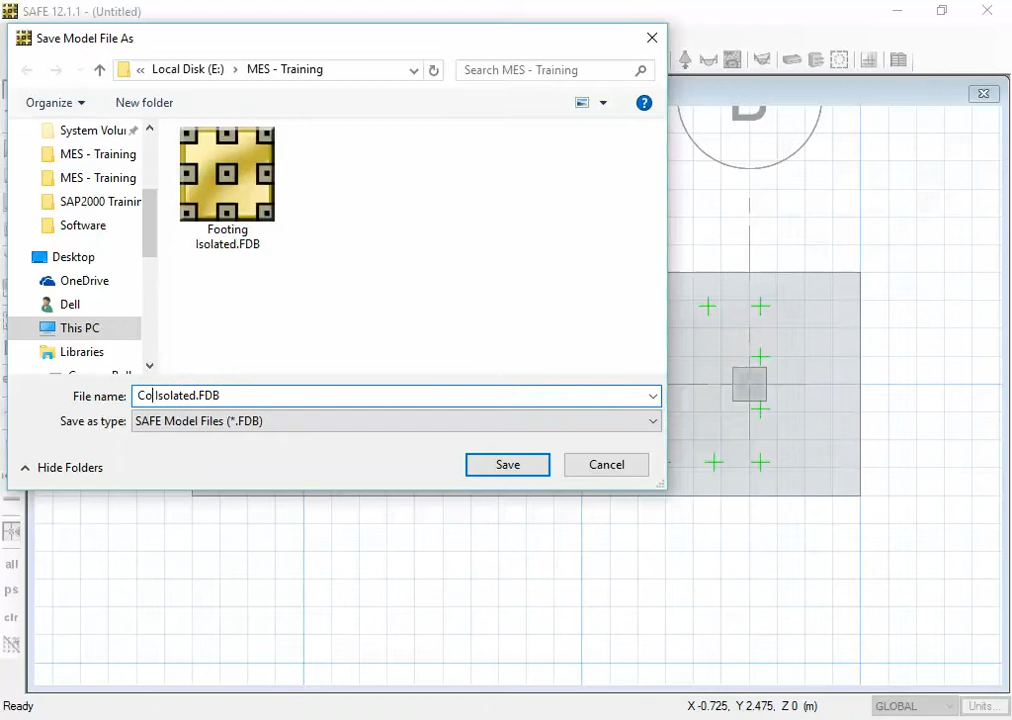 SAFE 12.1.1 - (Untitled)
Save Model File As
« Local Disk (E:) › MES - Training
Search MES - Training
Organize
New folder
System Volu
MES - Training
MES - Training
SAP2000 Trainir
Software
Desktop
OneDrive
Dell
This PC
Libraries
Footing
Isolated.FDB
File name: Co Isolated.FDB
Save as type: SAFE Model Files (*.FDB)
Hide Folders
Save
Cancel
all
ps
clr
Ready
X -0.725, Y 2.475, Z 0 (m)
GLOBAL
Units...